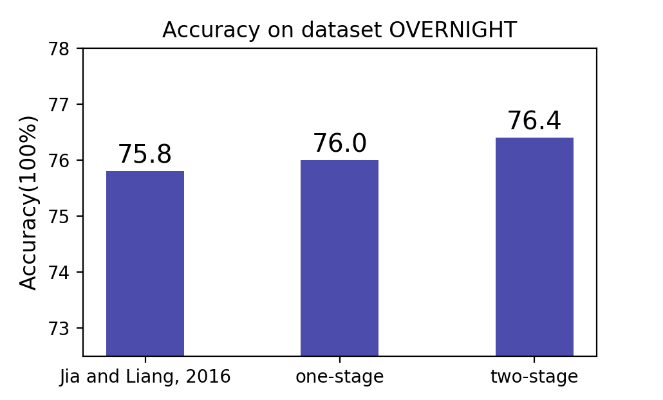 Accuracy on dataset OVERNIGHT
Accuracy(100%)
78
77
76
75
74
73
75.8
76.0
76.4
Jia and Liang, 2016
one-stage
two-stage